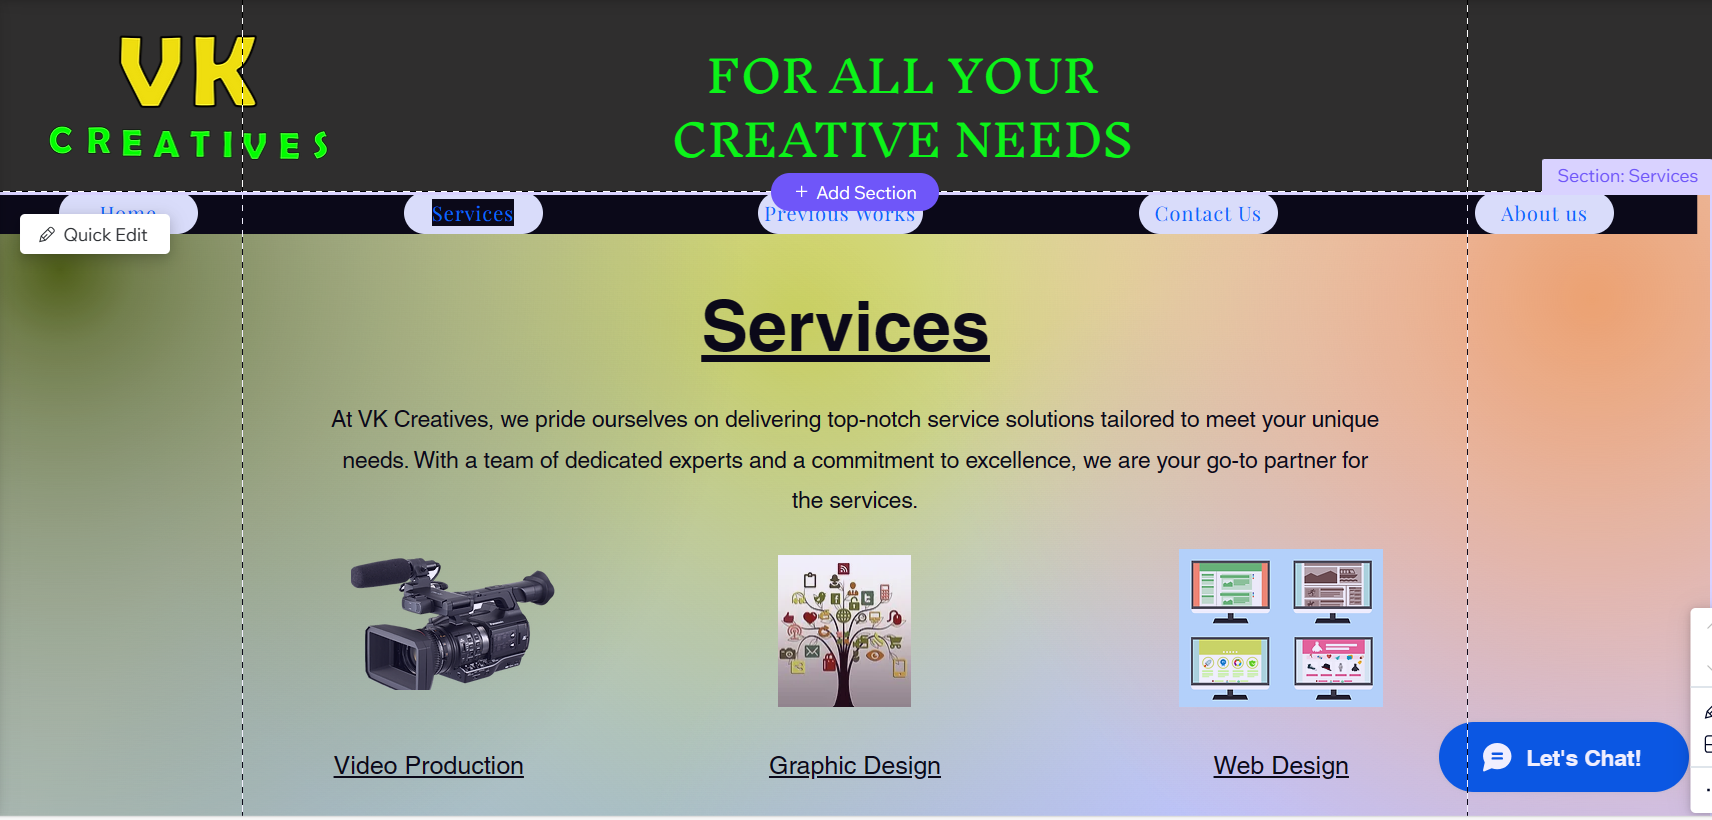 VK
CREATIVES
FOR ALL YOUR
CREATIVE NEEDS
Section: Services
+ Add Section
Home
Services
Previous Works
Contact Us
About us
Quick Edit
Services
At VK Creatives, we pride ourselves on delivering top-notch service solutions tailored to meet your unique
needs. With a team of dedicated experts and a commitment to excellence, we are your go-to partner for
the services.
Video Production
Graphic Design
Web Design
Let's Chat!